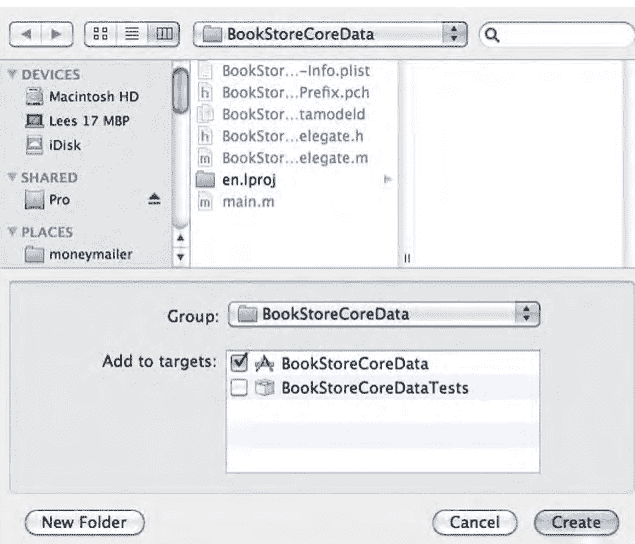 BookStoreCoreData
DEVICES
Macintosh HD
Lees 17 MBP
iDisk
SHARED
Pro
PLACES
moneymailer
BookStor...-Info.plist
BookStor...Prefix.pch
BookStor...tamodeld
BookStor...elegate.h
BookStor...elegate.m
en.lproj
main.m
Group: BookStoreCoreData
Add to targets: BookStoreCoreData
BookStoreCoreDataTests
New Folder Cancel Create